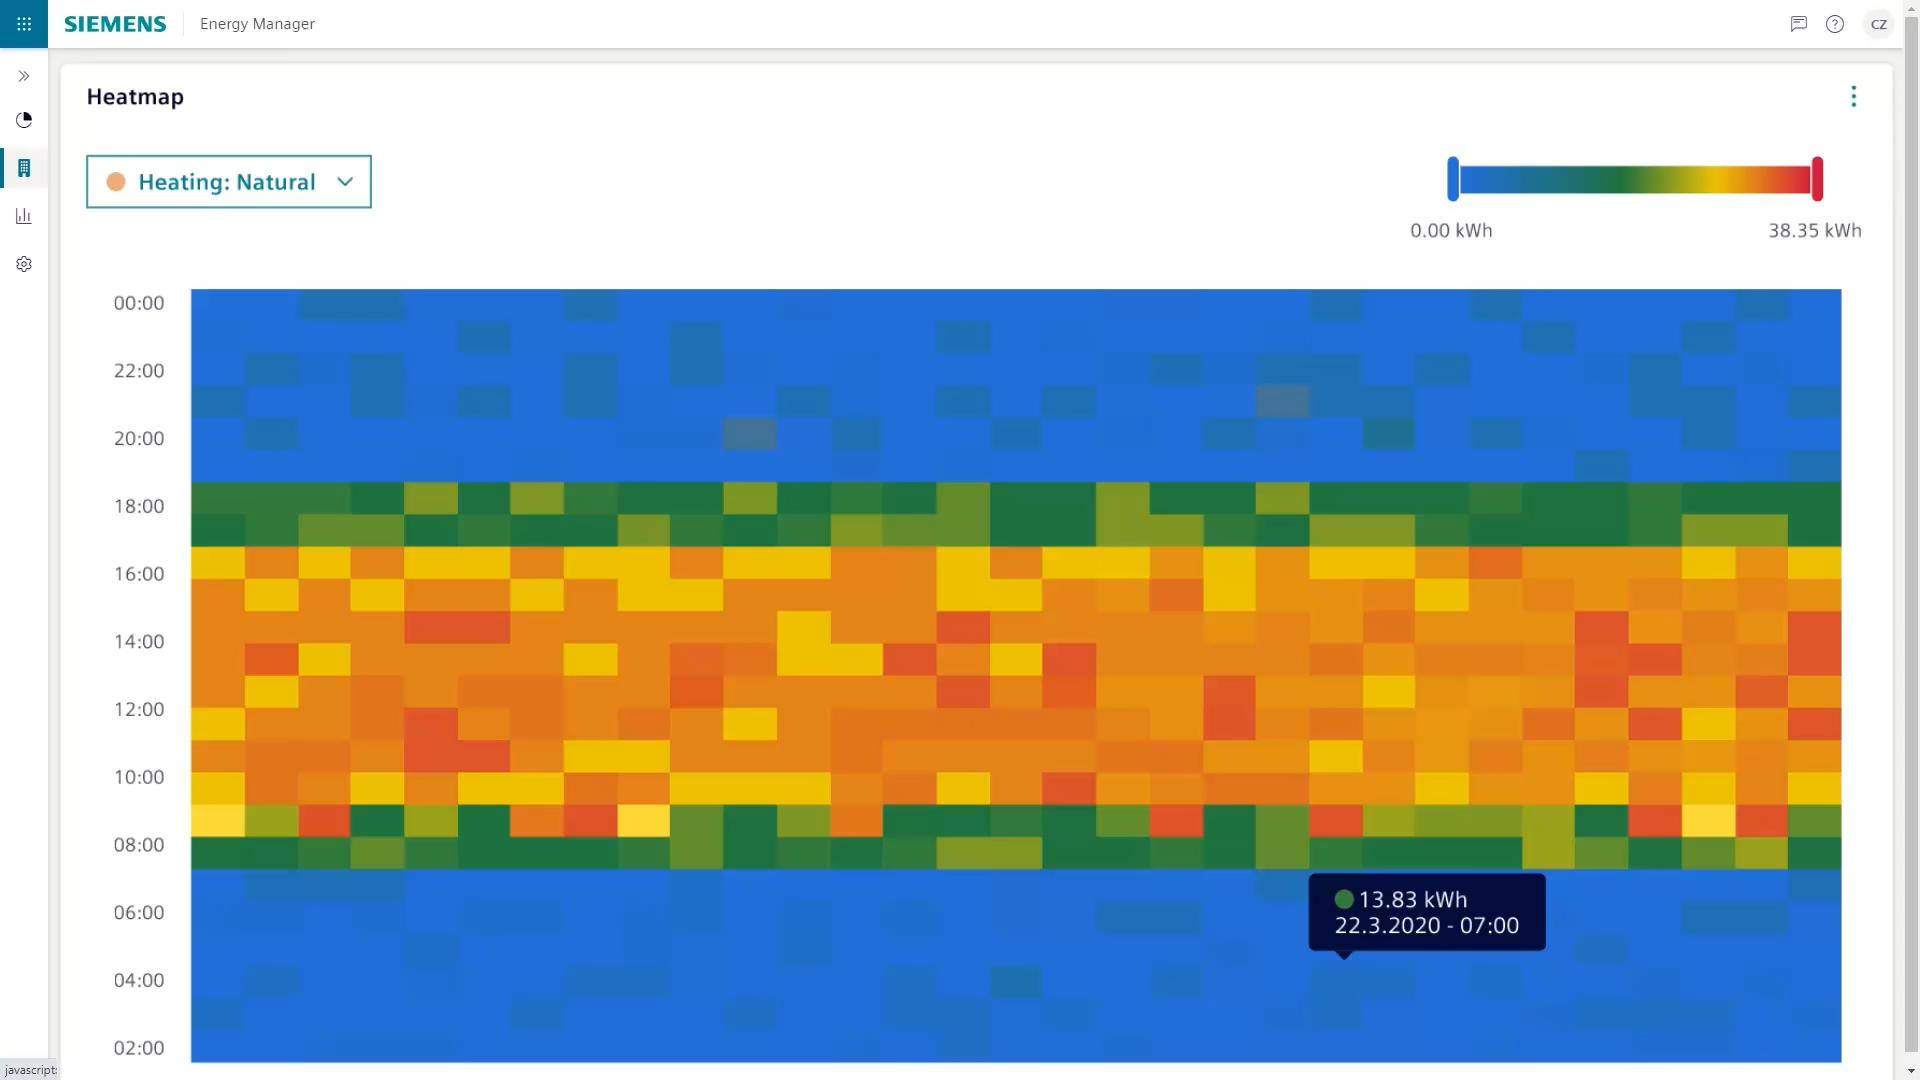 SIEMENS Energy Manager CZ
Heatmap
Heating: Natural
0.00 kWh 38.35 kWh
00:00
22:00
20:00
18:00
16:00
14:00
12:00
10:00
08:00
13.83 kWh
06:00
22.3.2020 - 07:00
04:00
02:00
javascript: